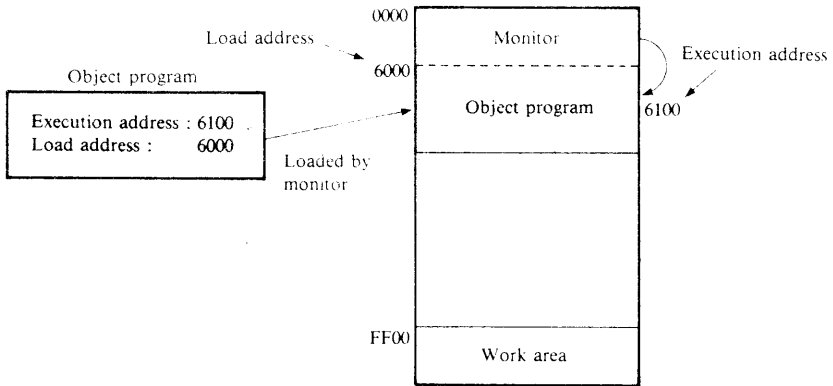 0000
Monitor
Load address
Execution address
6000
Object program
Execution address : 6100
Load address : 6000
Object program
6100
Loaded by
monitor
FF00
Work area